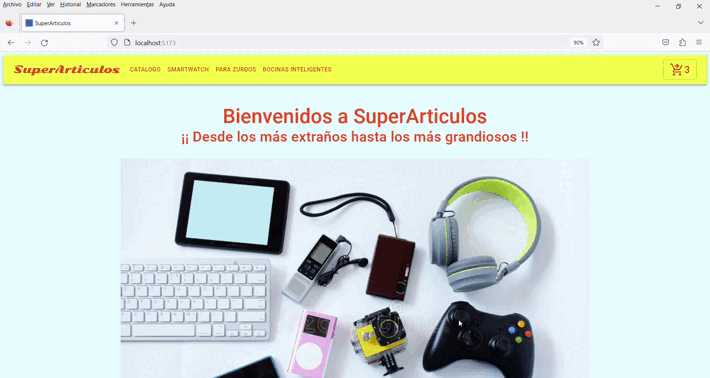 Archivo Editar Ver Historial Marcadores Herramientas Ayuda
SuperArticulos
localhost:5173
90%
SuperArticulos CATALOGO SMARTWATCH PARA ZURDOS BOCINAS INTELIGENTES 3
Bienvenidos a SuperArticulos
¡¡ Desde los más extraños hasta los más grandiosos !!